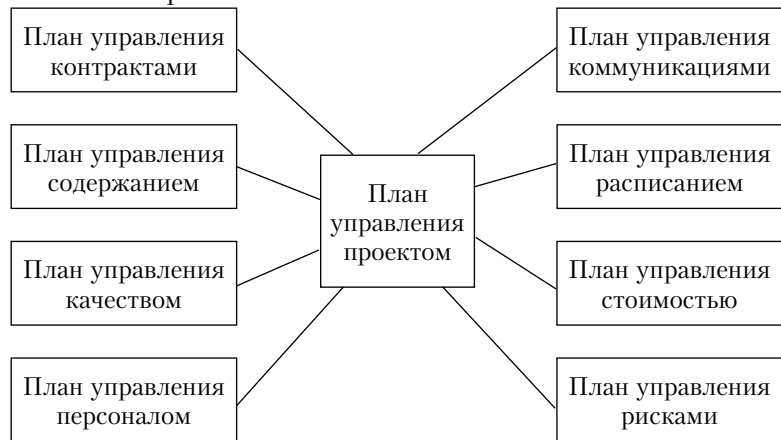 План управления
контрактами
План управления
содержанием
План управления
качеством
План управления
персоналом
План
управления
проектом
План управления
коммуникациями
План управления
расписанием
План управления
стоимостью
План управления
рисками